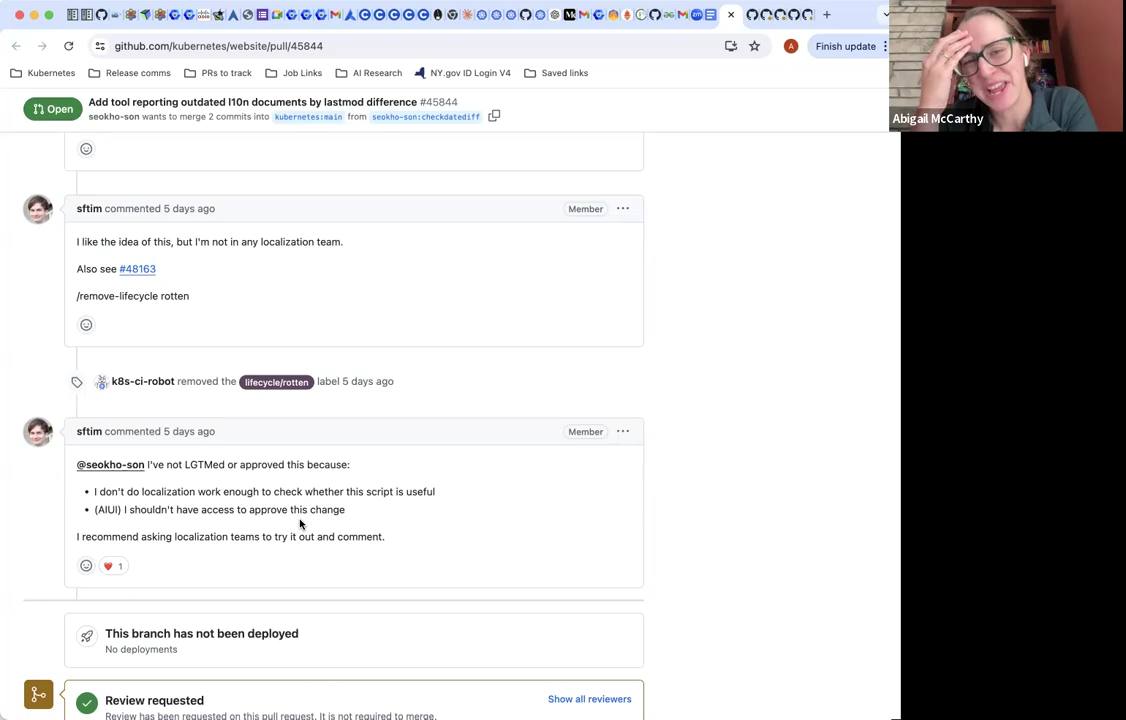 github.com/kubernetes/website/pull/45844
A
Finish update
Kubernetes
Release comms
PRs to track
Job Links
AI Research
NY.gov ID Login V4
Saved links
Abigail McCarthy
Open
Add tool reporting outdated l10n documents by lastmod difference #45844
seokho-son wants to merge 2 commits into kubernetes:main from seokho-son:checkdatediff
sftim commented 5 days ago
Member
I like the idea of this, but I'm not in any localization team.
Also see #48163
/remove-lifecycle rotten
k8s-ci-robot removed the lifecycle/rotten label 5 days ago
sftim commented 5 days ago
Member
@seokho-son I've not LGTMed or approved this because:
• I don't do localization work enough to check whether this script is useful
• (AIUI) I shouldn't have access to approve this change
I recommend asking localization teams to try it out and comment.
1
This branch has not been deployed
No deployments
Review requested
Show all reviewers
Review has been requested on this pull request. It is not required to merge.